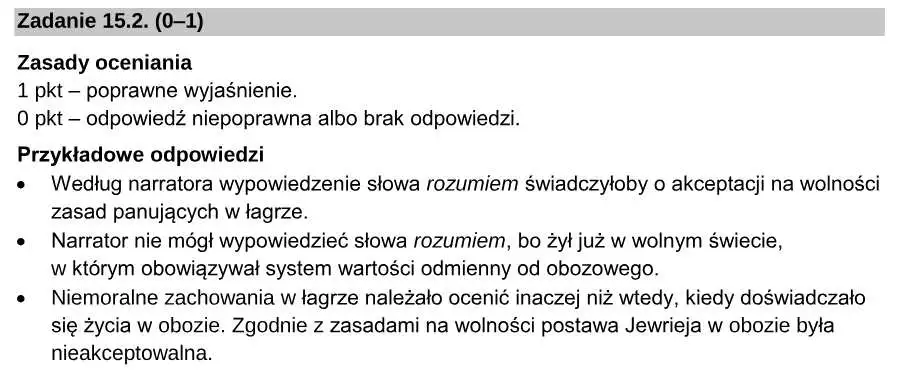 Zadanie 15.2. (0–1)
Zasady oceniania
1 pkt – poprawne wyjaśnienie.
0 pkt – odpowiedź niepoprawna albo brak odpowiedzi.
Przykładowe odpowiedzi
• Według narratora wypowiedzenie słowa rozumiem świadczyłoby o akceptacji na wolności
zasad panujących w łagrze.
• Narrator nie mógł wypowiedzieć słowa rozumiem, bo żył już w wolnym świecie,
w którym obowiązywał system wartości odmienny od obozowego.
• Niemoralne zachowania w łagrze należało ocenić inaczej niż wtedy, kiedy doświadczało
się życia w obozie. Zgodnie z zasadami na wolności postawa Jewrieja w obozie była
nieakceptowalna.